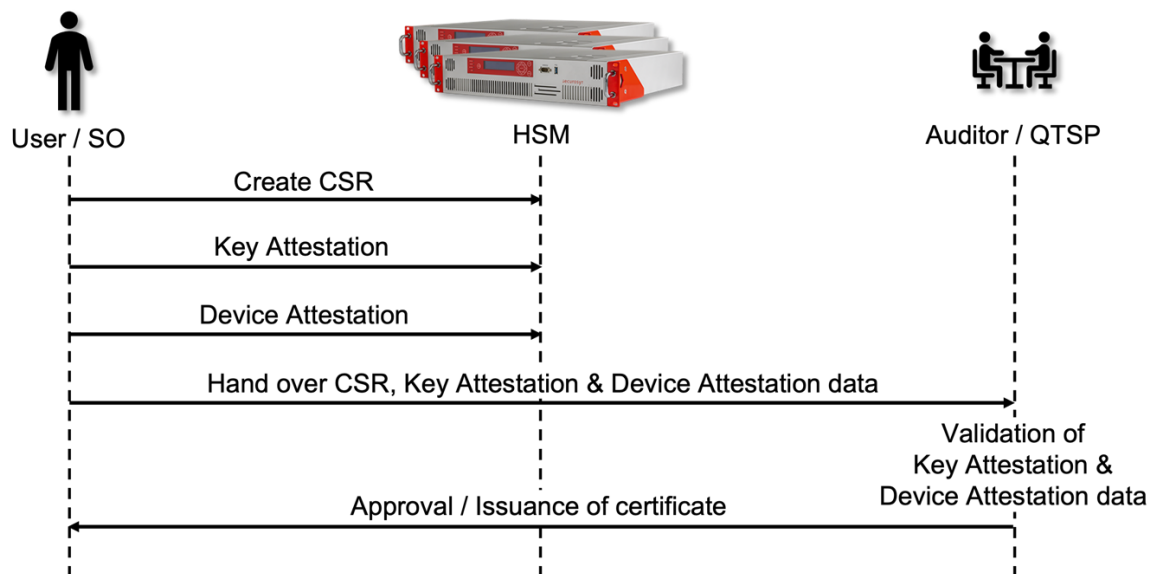 User / SO
HSM
Auditor / QTSP
Create CSR
Key Attestation
Device Attestation
Hand over CSR, Key Attestation & Device Attestation data
Validation of
Key Attestation &
Device Attestation data
Approval / Issuance of certificate